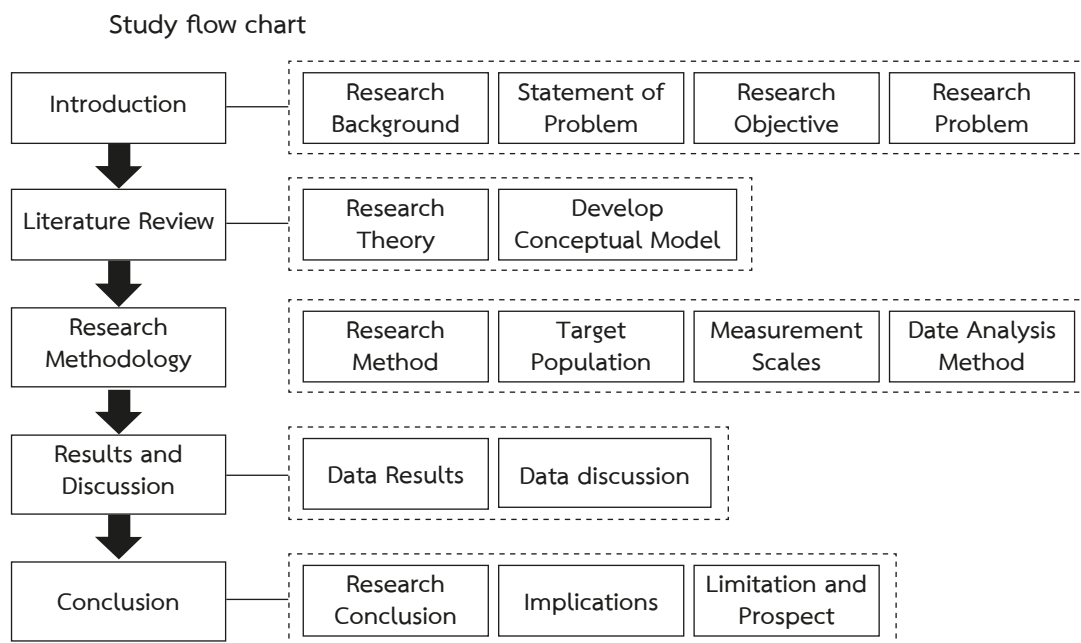 Study flow chart
Introduction
Research
Background
Statement of
Problem
Research
Objective
Research
Problem
Literature Review
Research
Theory
Develop
Conceptual Model
Research
Methodology
Research
Method
Target
Population
Measurement
Scales
Date Analysis
Method
Results and
Discussion
Data Results
Data discussion
Conclusion
Research
Conclusion
Implications
Limitation and
Prospect